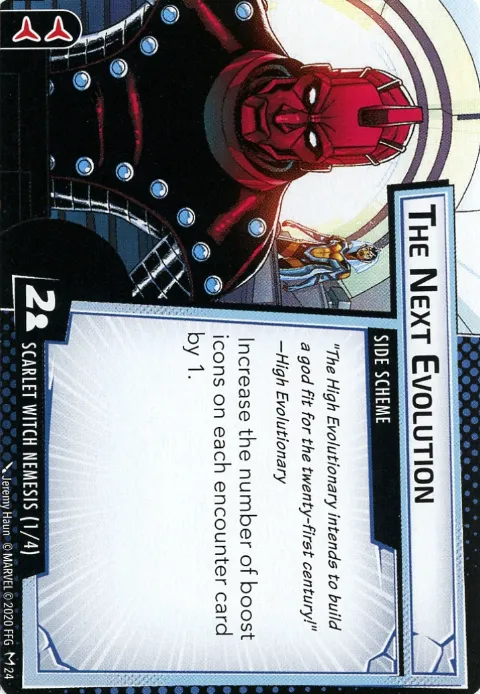 THE NEXT EVOLUTION
SIDE SCHEME
"The High Evolutionary intends to build
a god fit for the twenty-first century!"
—High Evolutionary
Increase the number of boost
icons on each encounter card
by 1.
2
SCARLET WITCH NEMESIS (1/4)
Jeremy Haun © MARVEL © 2020 FFG 24